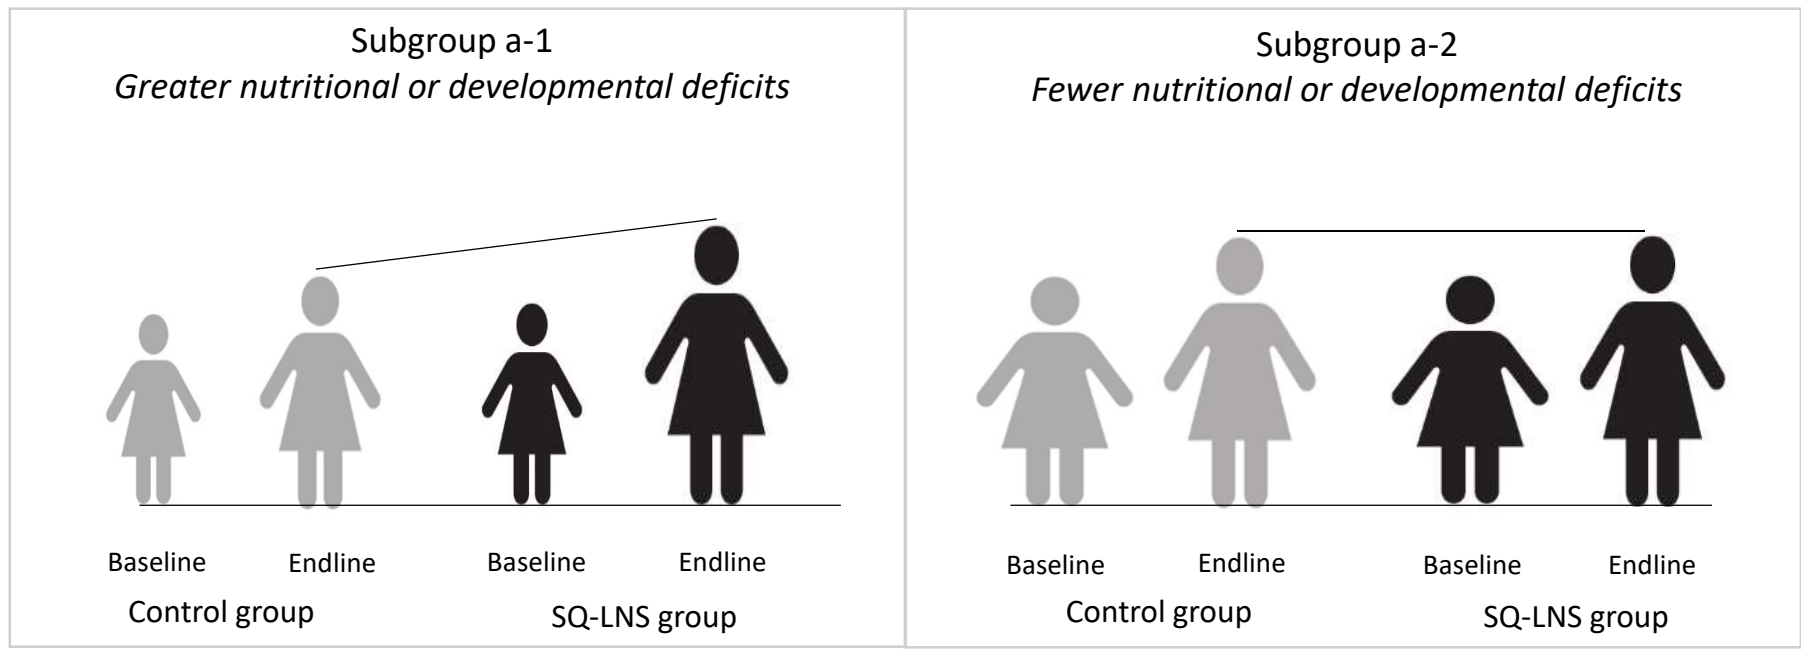 Subgroup a-1
Greater nutritional or developmental deficits
Baseline
Endline
Baseline
Endline
Control group
SQ-LNS group
Subgroup a-2
Fewer nutritional or developmental deficits
Baseline
Endline
Baseline
Endline
Control group
SQ-LNS group